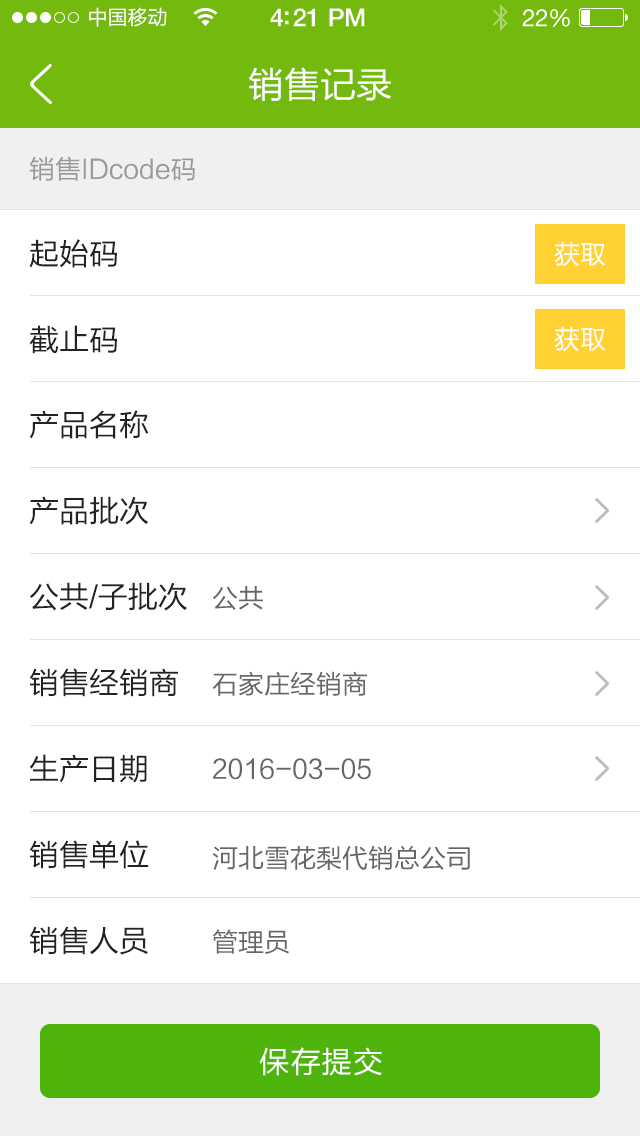 中国移动 4:21 PM 22%
销售记录
销售IDcode码
起始码 获取
截止码 获取
产品名称
产品批次
公共/子批次 公共
销售经销商 石家庄经销商
生产日期 2016-03-05
销售单位 河北雪花梨代销总公司
销售人员 管理员
保存提交